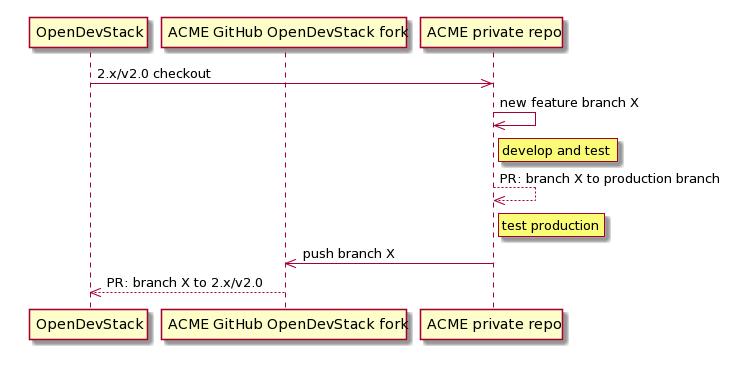 OpenDevStack
ACME GitHub OpenDevStack fork
ACME private repo
2.x/v2.0 checkout
new feature branch X
develop and test
PR: branch X to production branch
test production
push branch X
PR: branch X to 2.x/v2.0
OpenDevStack
ACME GitHub OpenDevStack fork
ACME private repo